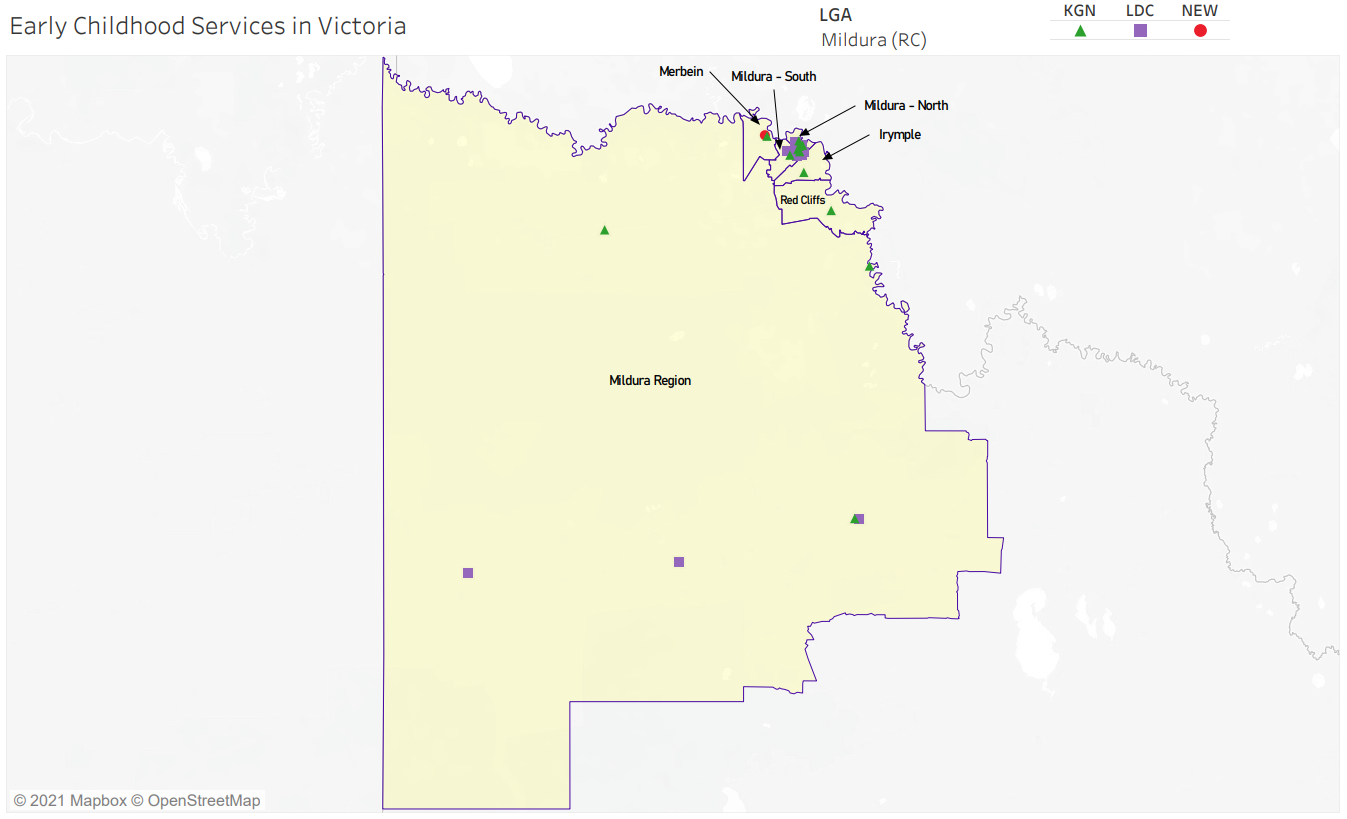 Early Childhood Services in Victoria
LGA
Mildura (RC)
KGN LDC NEW
Merbein
Mildura - South
Mildura - North
Irymple
Red Cliffs
Mildura Region
© 2021 Mapbox © OpenStreetMap